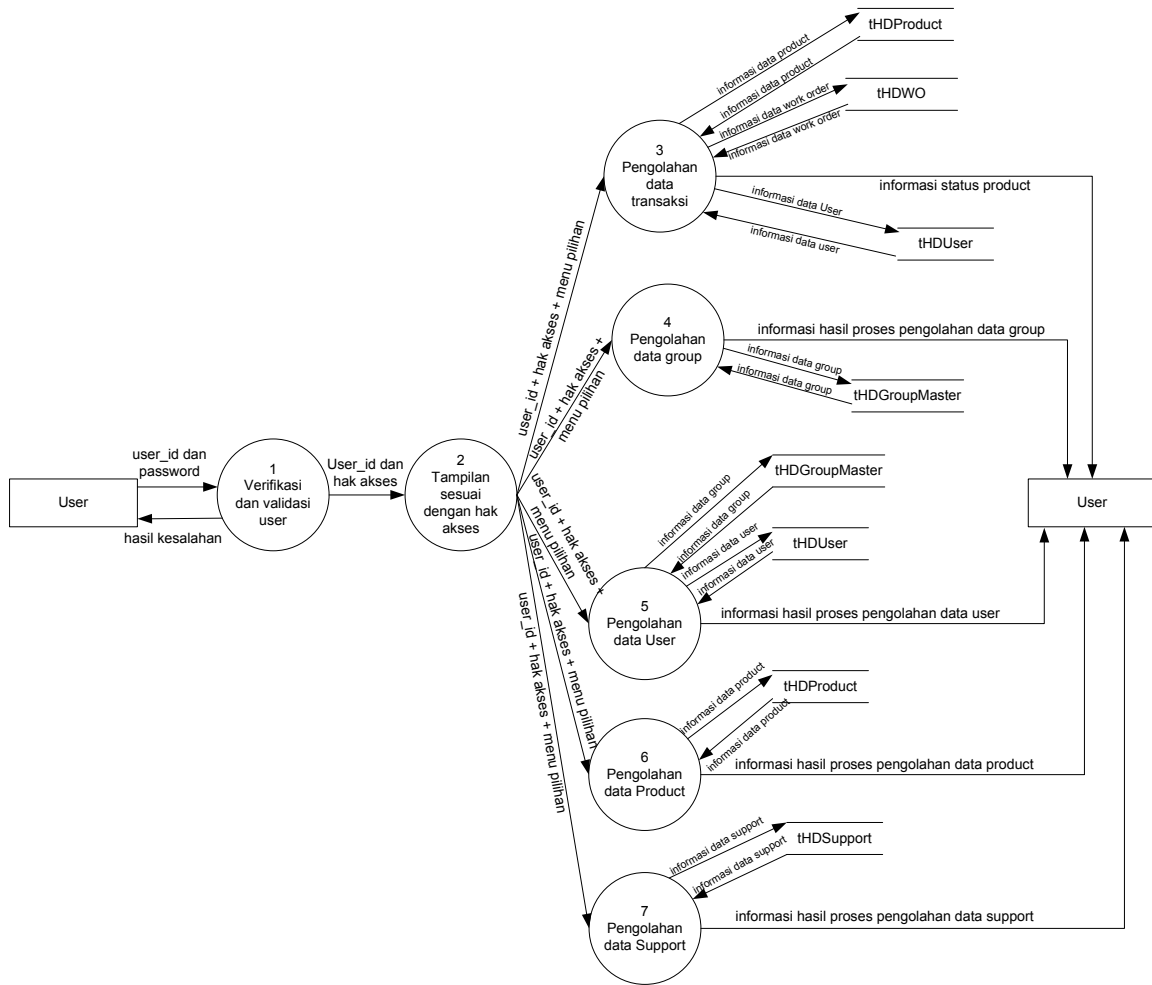 User
user_id dan
password
hasil kesalahan
1
Verifikasi
dan validasi
user
User_id dan
hak akses
2
Tampilan
sesuai
dengan hak
akses
user_id + hak akses + menu pilihan
user_id + hak akses +
menu pilihan
user_id + hak akses +
menu pilihan
user_id + hak akses + menu pilihan
user_id + hak akses + menu pilihan
3
Pengolahan
data
transaksi
informasi data product
informasi data product
tHDProduct
informasi data work order
informasi data work order
tHDWO
informasi status product
informasi data User
informasi data user
tHDUser
4
Pengolahan
data group
informasi hasil proses pengolahan data group
informasi data group
informasi data group
tHDGroupMaster
5
Pengolahan
data User
informasi data group
informasi data group
tHDGroupMaster
informasi data user
informasi data user
tHDUser
informasi hasil proses pengolahan data user
6
Pengolahan
data Product
informasi data product
informasi data product
tHDProduct
informasi hasil proses pengolahan data product
7
Pengolahan
data Support
informasi data support
informasi data support
tHDSupport
informasi hasil proses pengolahan data support
User